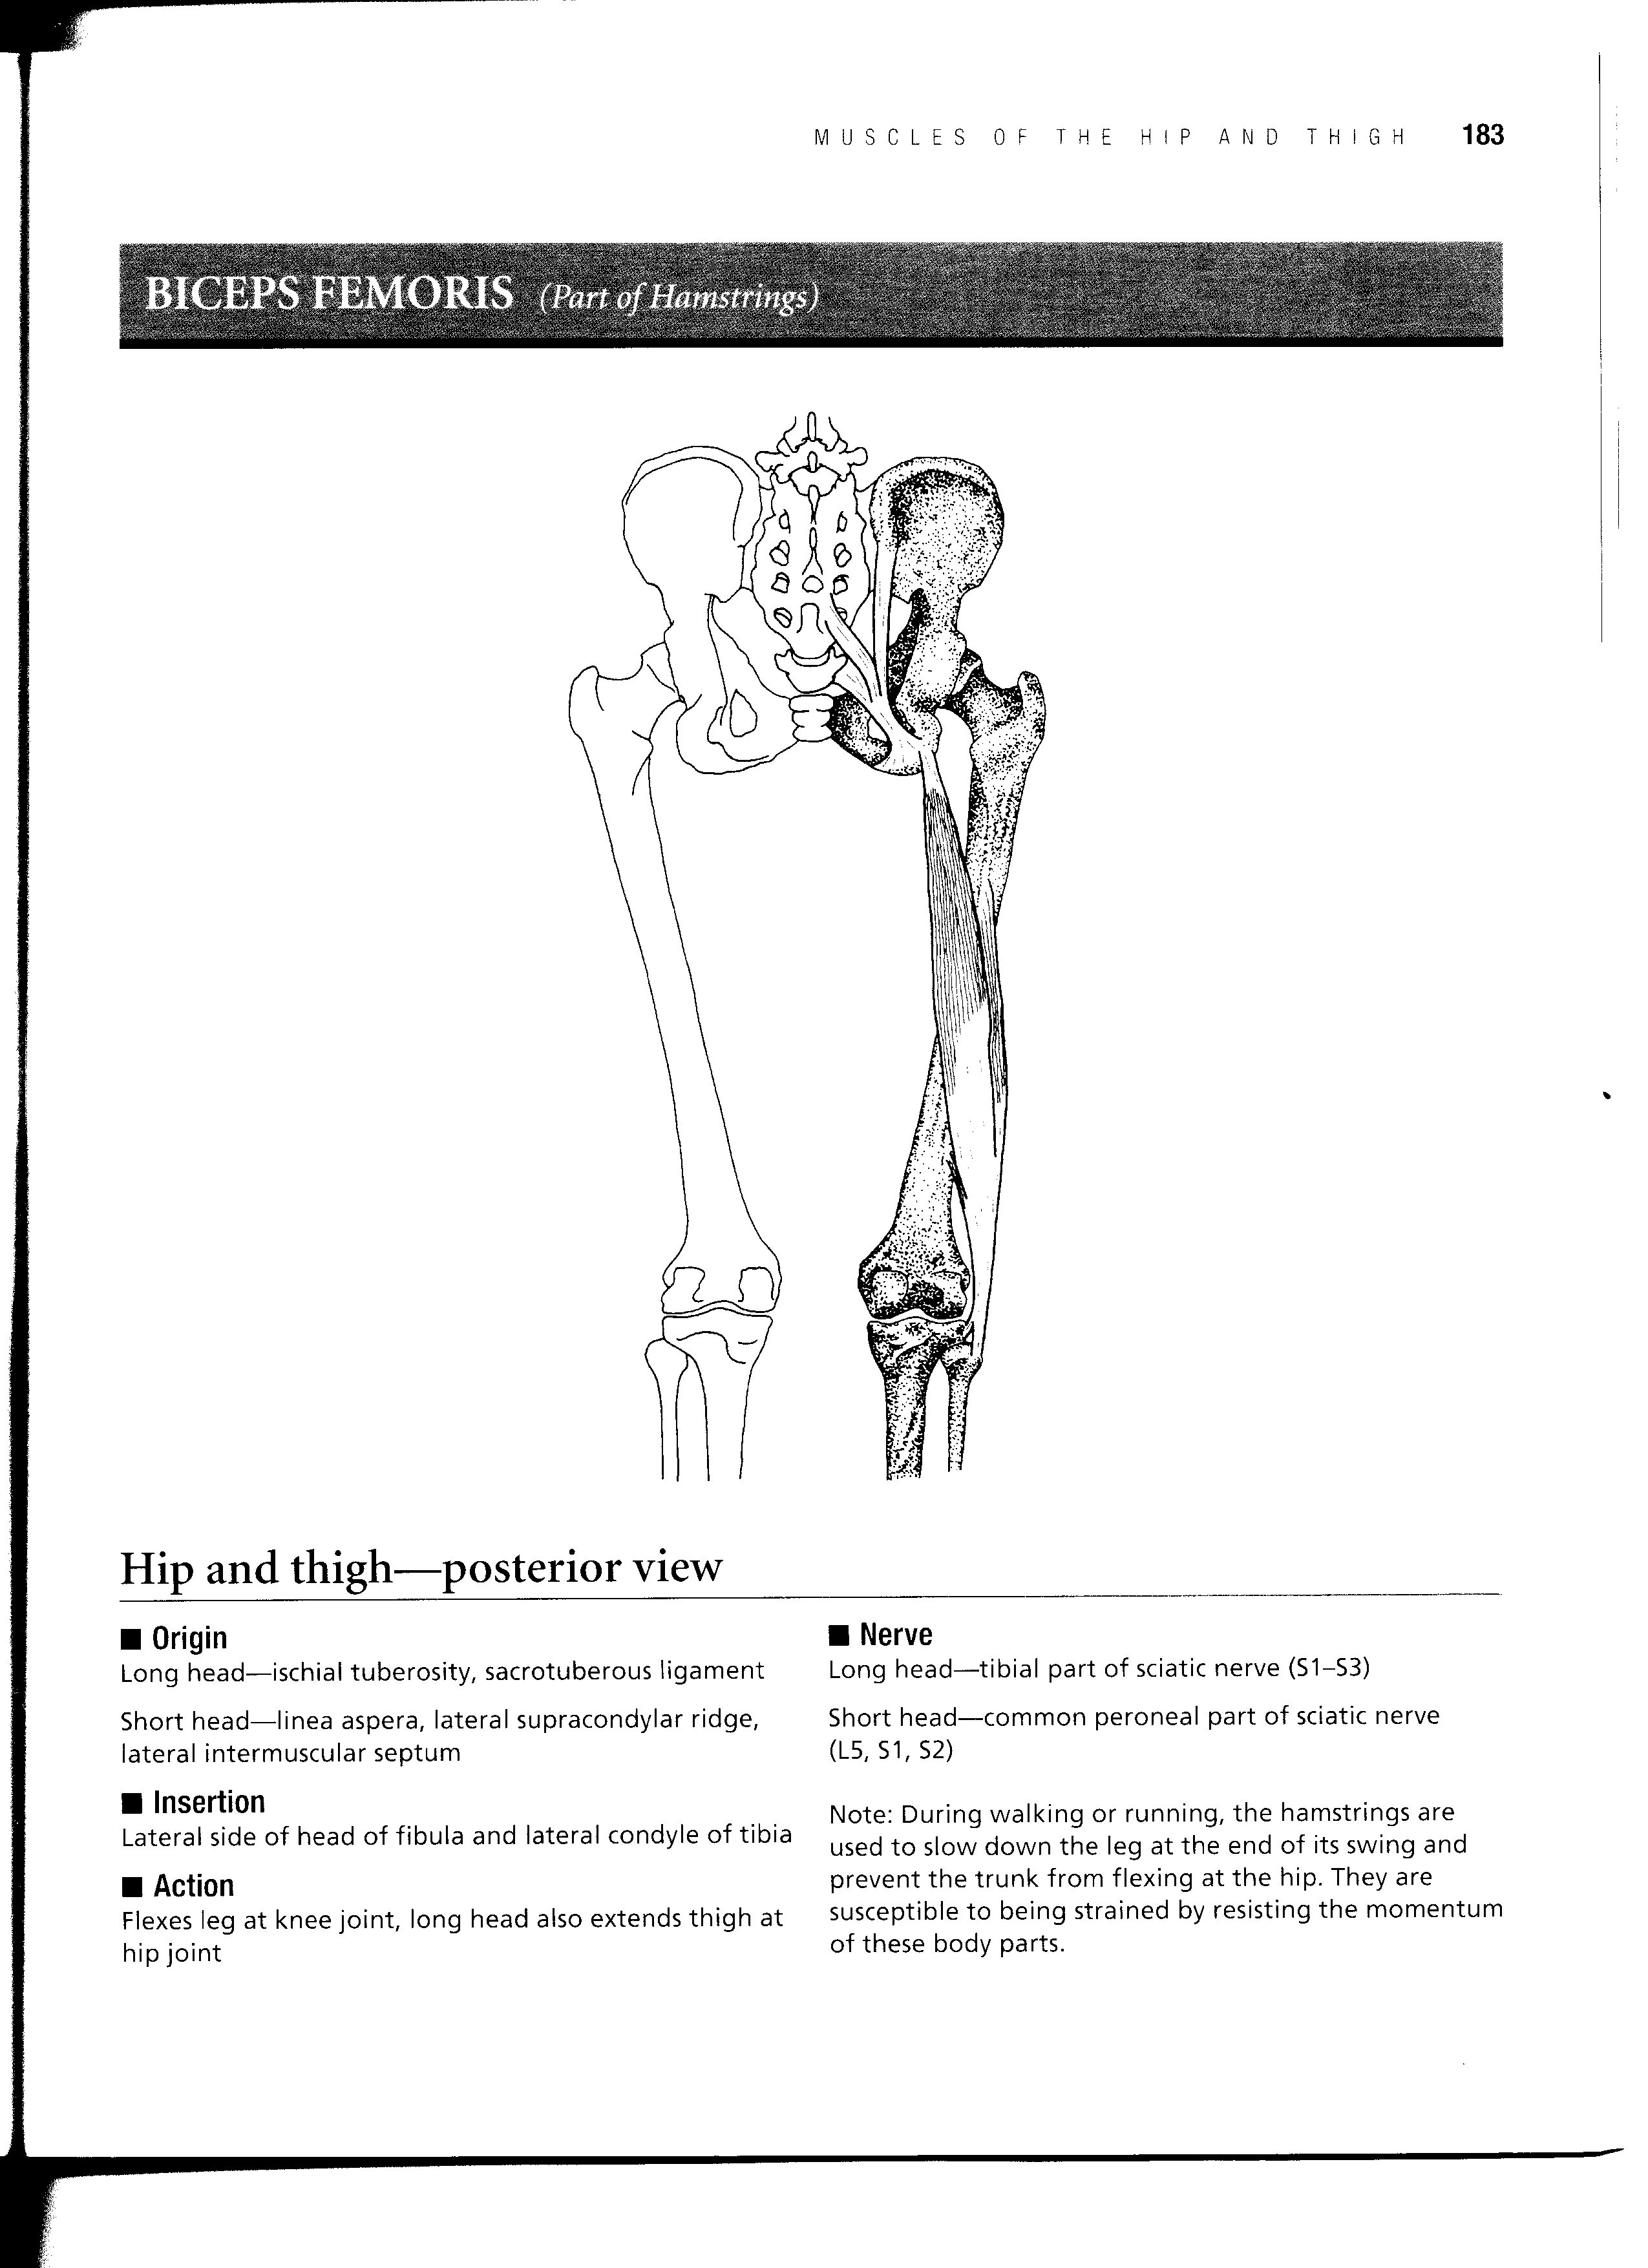 MUSCLES OF THE HIP AND THIGH 183
BICEPS FEMORIS (Part of Hamstrings)
Hip and thigh—posterior view
■ Origin
Long head—ischial tuberosity, sacrotuberous ligament
Short head—linea aspera, lateral supracondylar ridge,
lateral intermuscular septum
■ Insertion
Lateral side of head of fibula and lateral condyle of tibia
■ Action
Flexes leg at knee joint, long head also extends thigh at
hip joint
■ Nerve
Long head—tibial part of sciatic nerve (S1–S3)
Short head—common peroneal part of sciatic nerve
(L5, S1, S2)
Note: During walking or running, the hamstrings are
used to slow down the leg at the end of its swing and
prevent the trunk from flexing at the hip. They are
susceptible to being strained by resisting the momentum
of these body parts.